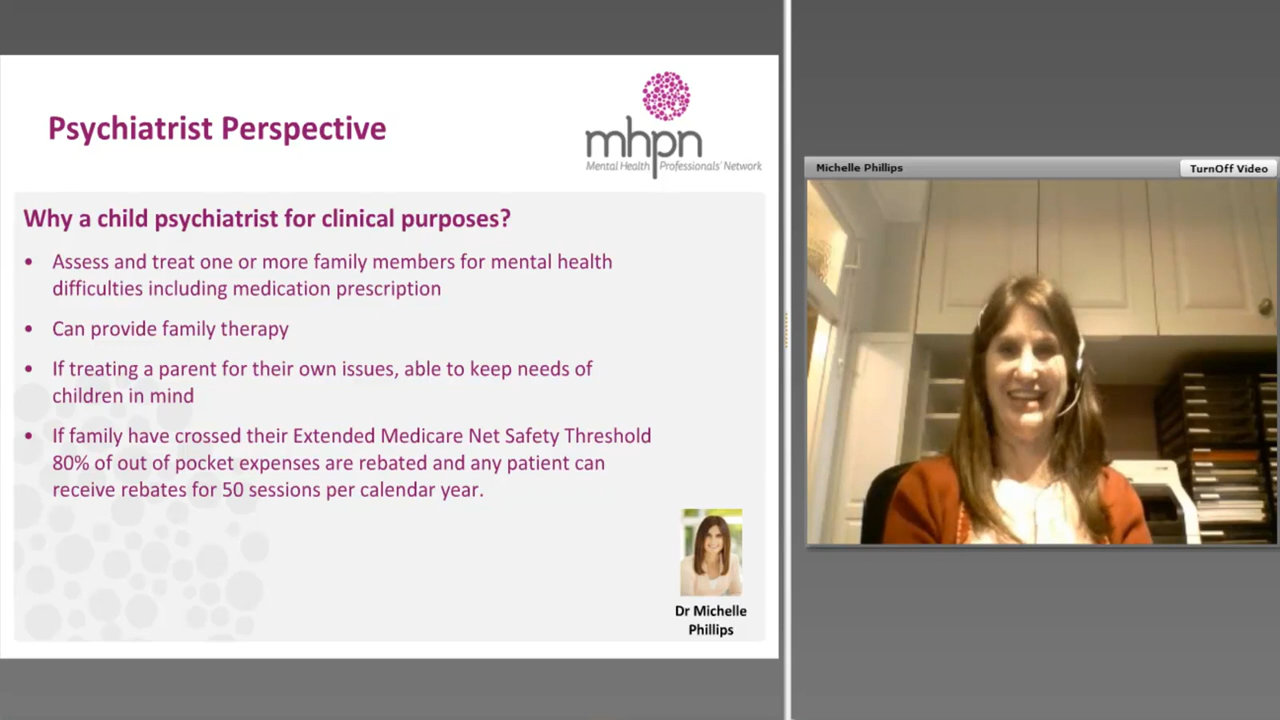 Psychiatrist Perspective
mhpn
Mental Health Professionals' Network
Why a child psychiatrist for clinical purposes?
• Assess and treat one or more family members for mental health
difficulties including medication prescription
• Can provide family therapy
• If treating a parent for their own issues, able to keep needs of
children in mind
• If family have crossed their Extended Medicare Net Safety Threshold
80% of out of pocket expenses are rebated and any patient can
receive rebates for 50 sessions per calendar year.
Dr Michelle
Phillips
Michelle Phillips
TurnOff Video